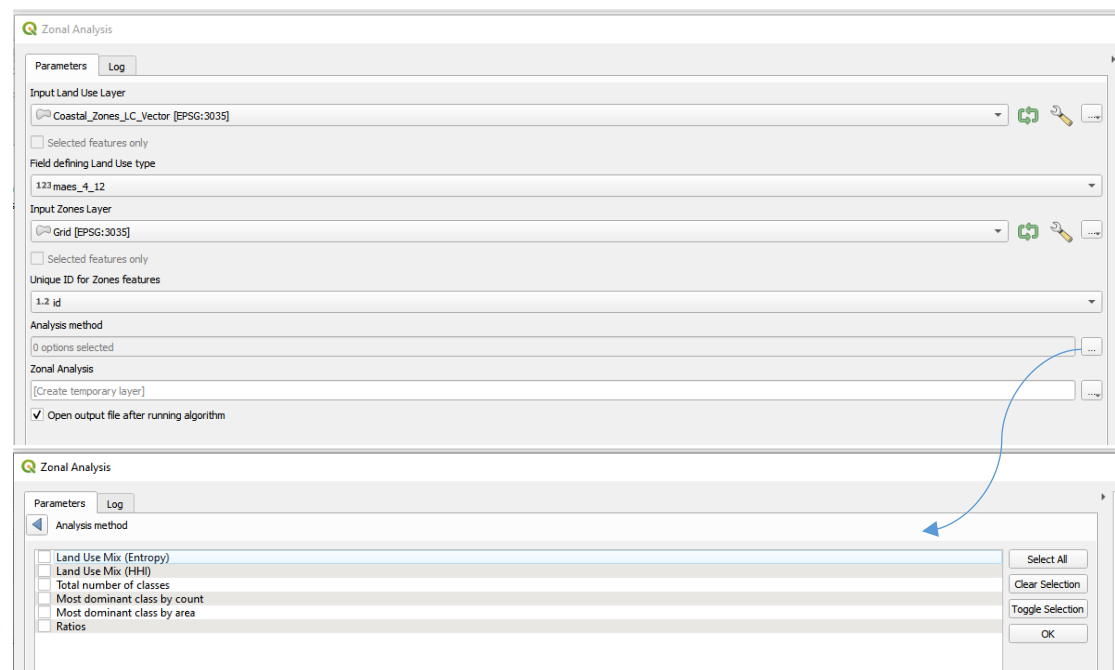 Zonal Analysis
Parameters Log
Input Land Use Layer
Coastal_Zones_LC_Vector [EPSG:3035]
...
Selected features only
Field defining Land Use type
123 maes_4_12
Input Zones Layer
Grid [EPSG:3035]
...
Selected features only
Unique ID for Zones features
1.2 id
Analysis method
0 options selected
...
Zonal Analysis
[Create temporary layer]
...
Open output file after running algorithm
Zonal Analysis
Parameters Log
Analysis method
Land Use Mix (Entropy)
Land Use Mix (HHI)
Total number of classes
Most dominant class by count
Most dominant class by area
Ratios
Select All
Clear Selection
Toggle Selection
OK